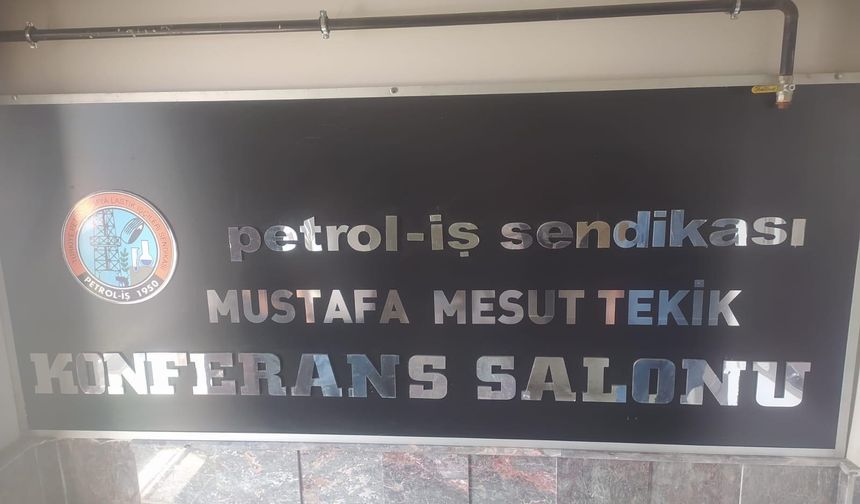 petrol-iş sendikası
MUSTAFA MESUT TEKİK
KONFERANS SALONU
PETROL-İŞ 1950